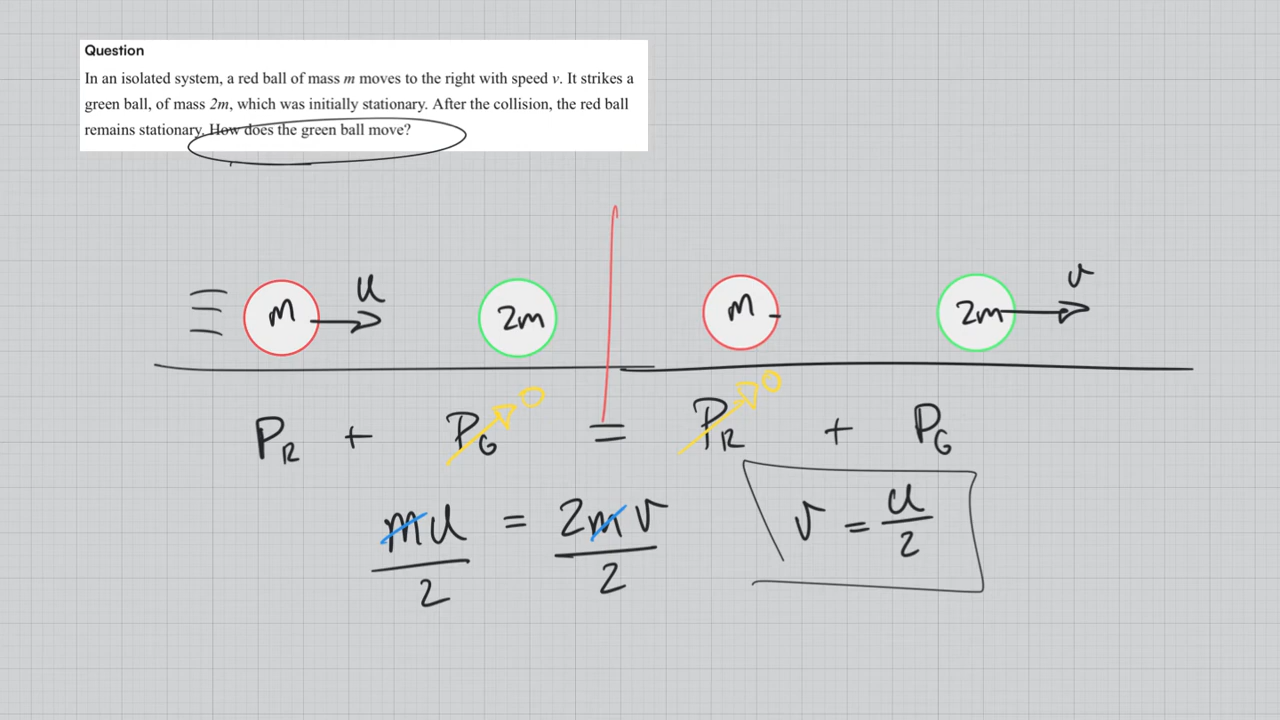 Question
In an isolated system, a red ball of mass m moves to the right with speed v. It strikes a
green ball, of mass 2m, which was initially stationary. After the collision, the red ball
remains stationary. How does the green ball move?
m u 2m m 2m v
P_R + P_G 0 = P_R 0 + P_G
mu/2 = 2mv/2
v = u/2